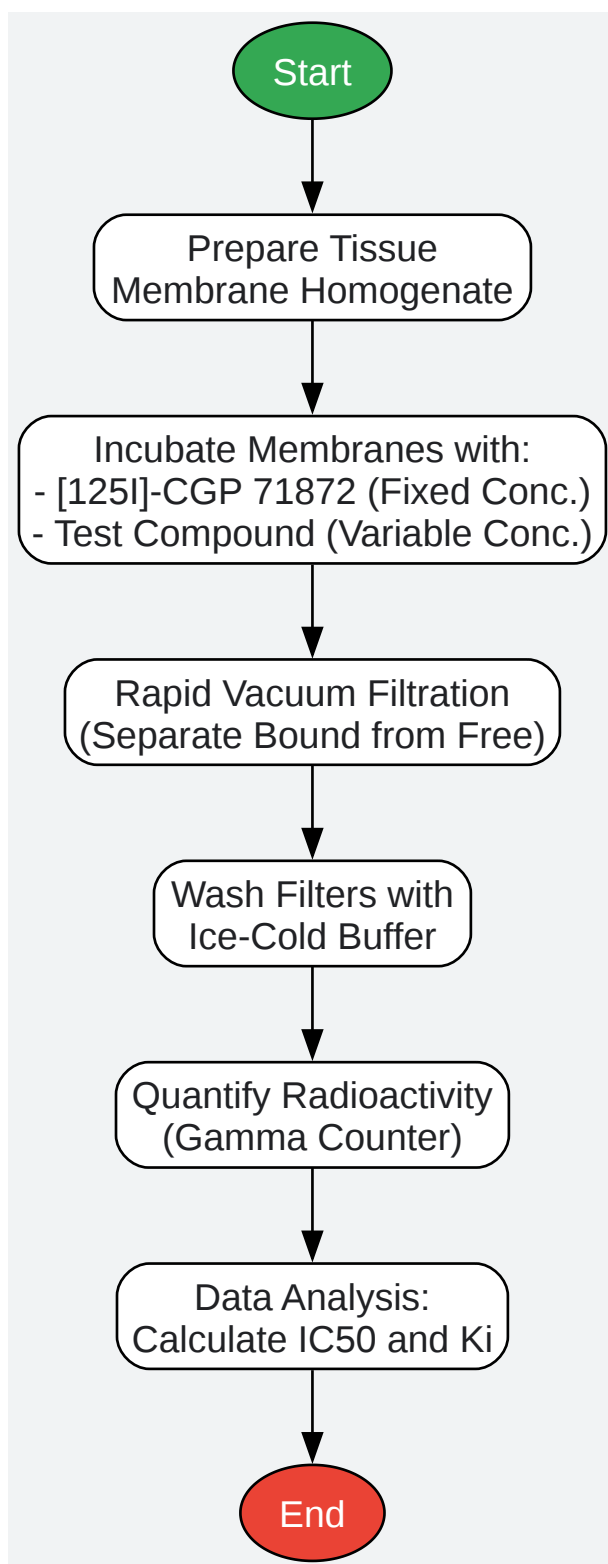 Start
Prepare Tissue
Membrane Homogenate
Incubate Membranes with:
- [125I]-CGP 71872 (Fixed Conc.)
- Test Compound (Variable Conc.)
Rapid Vacuum Filtration
(Separate Bound from Free)
Wash Filters with
Ice-Cold Buffer
Quantify Radioactivity
(Gamma Counter)
Data Analysis:
Calculate IC50 and Ki
End